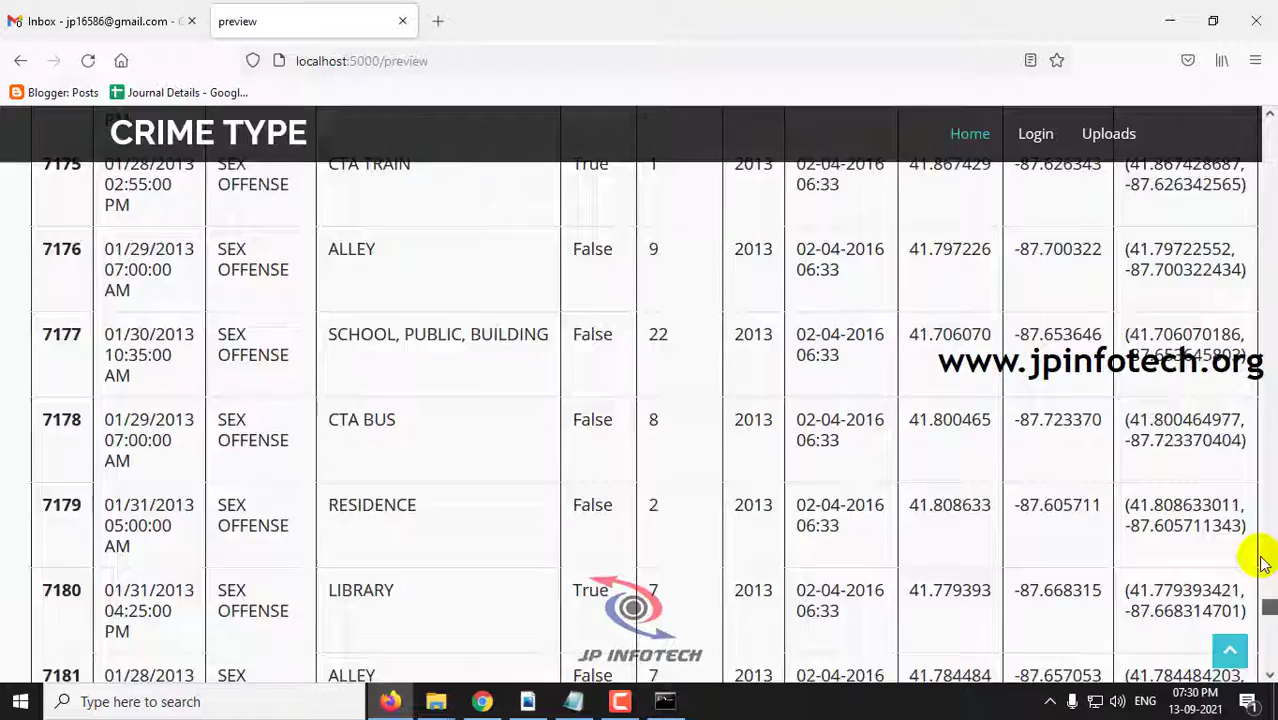 Inbox - jp16586@gmail.com - G
preview
localhost:5000/preview
Blogger: Posts
Journal Details - Googl...
PM
CRIME TYPE
Home
Login
Uploads
7175 01/28/2013 SEX CTA TRAIN True 1 2013 02-04-2016 41.867429 -87.626343 (41.867428687,
02:55:00 OFFENSE 06:33 -87.626342565)
PM
7176 01/29/2013 SEX ALLEY False 9 2013 02-04-2016 41.797226 -87.700322 (41.79722552,
07:00:00 OFFENSE 06:33 -87.700322434)
AM
7177 01/30/2013 SEX SCHOOL, PUBLIC, BUILDING False 22 2013 02-04-2016 41.706070 -87.653646 (41.706070186,
10:35:00 OFFENSE 06:33
AM
www.jpinfotech.org
7178 01/29/2013 SEX CTA BUS False 8 2013 02-04-2016 41.800465 -87.723370 (41.800464977,
07:00:00 OFFENSE 06:33 -87.723370404)
AM
7179 01/31/2013 SEX RESIDENCE False 2 2013 02-04-2016 41.808633 -87.605711 (41.808633011,
05:00:00 OFFENSE 06:33 -87.605711343)
AM
7180 01/31/2013 SEX LIBRARY True 7 2013 02-04-2016 41.779393 -87.668315 (41.779393421,
04:25:00 OFFENSE 06:33 -87.668314701)
PM
JP INFOTECH
7181 01/28/2013 SEX ALLEY False 7 2013 02-04-2016 41.784484 -87.657053 (41.784484203,
Type here to search
ENG
07:30 PM
13-09-2021
1